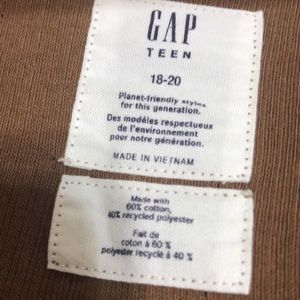 GAP
TEEN
18-20
Planet-friendly styles
for this generation.
Des modèles respectueux
de l'environnement
pour notre génération.
MADE IN VIETNAM
Made with
60% cotton,
40% recycled polyester
Fait de
coton à 60 %
polyester recyclé à 40 %